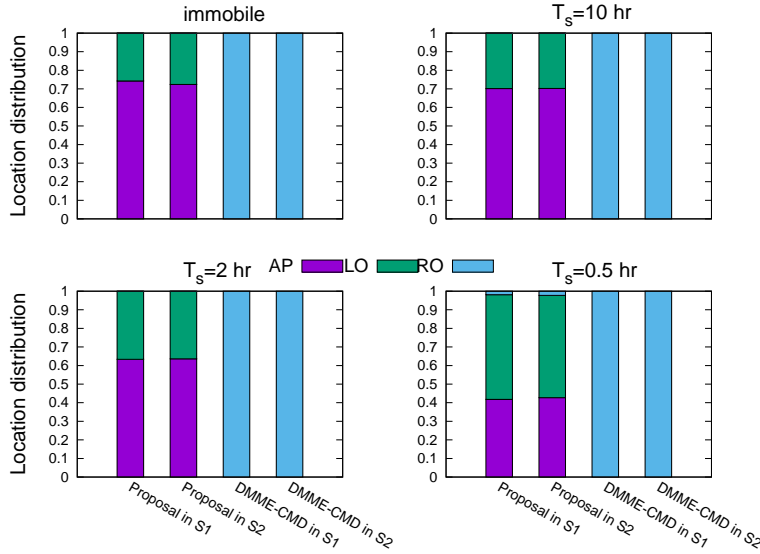 immobile
T_s=10 hr
Location distribution
1
0.9
0.8
0.7
0.6
0.5
0.4
0.3
0.2
0.1
0
1
0.9
0.8
0.7
0.6
0.5
0.4
0.3
0.2
0.1
0
T_s=2 hr
AP
LO
RO
T_s=0.5 hr
Location distribution
1
0.9
0.8
0.7
0.6
0.5
0.4
0.3
0.2
0.1
0
Proposal in S1
Proposal in S2
DMME-CMD in S1
DMME-CMD in S2
1
0.9
0.8
0.7
0.6
0.5
0.4
0.3
0.2
0.1
0
Proposal in S1
Proposal in S2
DMME-CMD in S1
DMME-CMD in S2